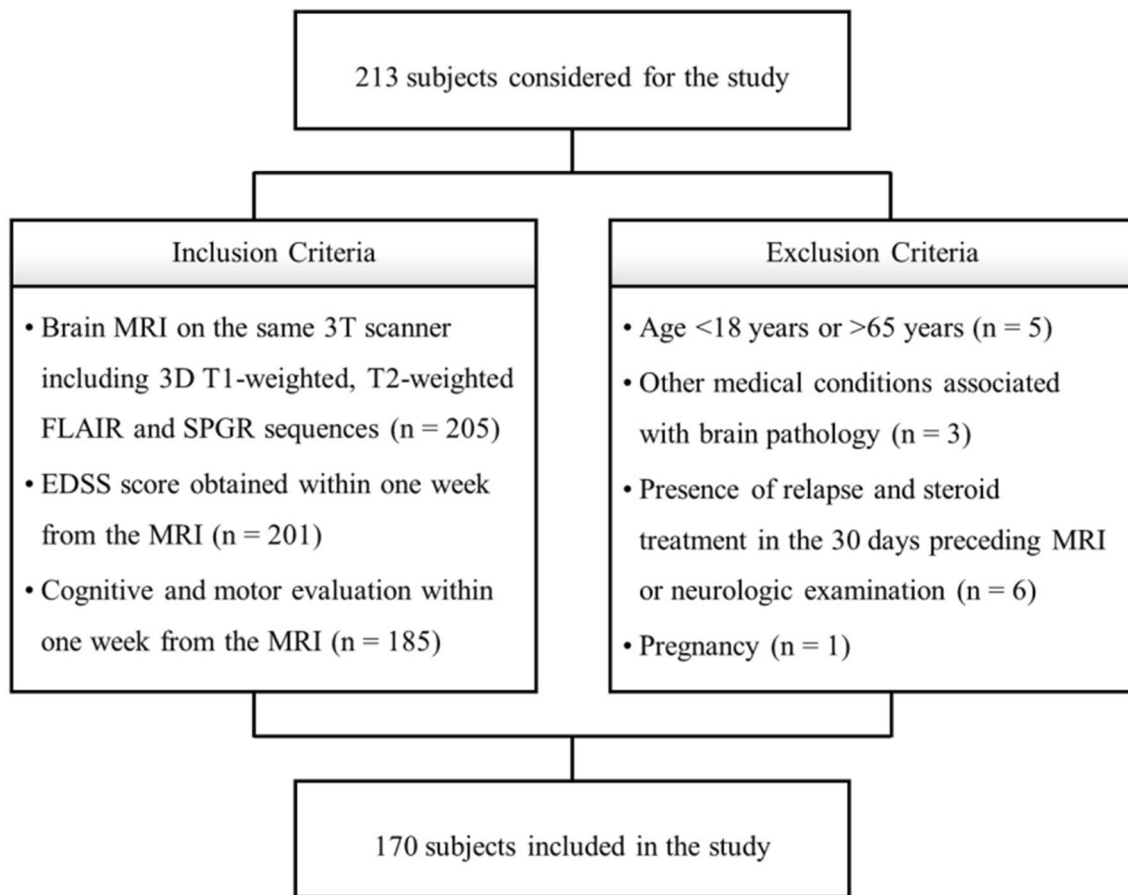 213 subjects considered for the study
Inclusion Criteria
• Brain MRI on the same 3T scanner
including 3D T1-weighted, T2-weighted
FLAIR and SPGR sequences (n = 205)
• EDSS score obtained within one week
from the MRI (n = 201)
• Cognitive and motor evaluation within
one week from the MRI (n = 185)
Exclusion Criteria
• Age <18 years or >65 years (n = 5)
• Other medical conditions associated
with brain pathology (n = 3)
• Presence of relapse and steroid
treatment in the 30 days preceding MRI
or neurologic examination (n = 6)
• Pregnancy (n = 1)
170 subjects included in the study